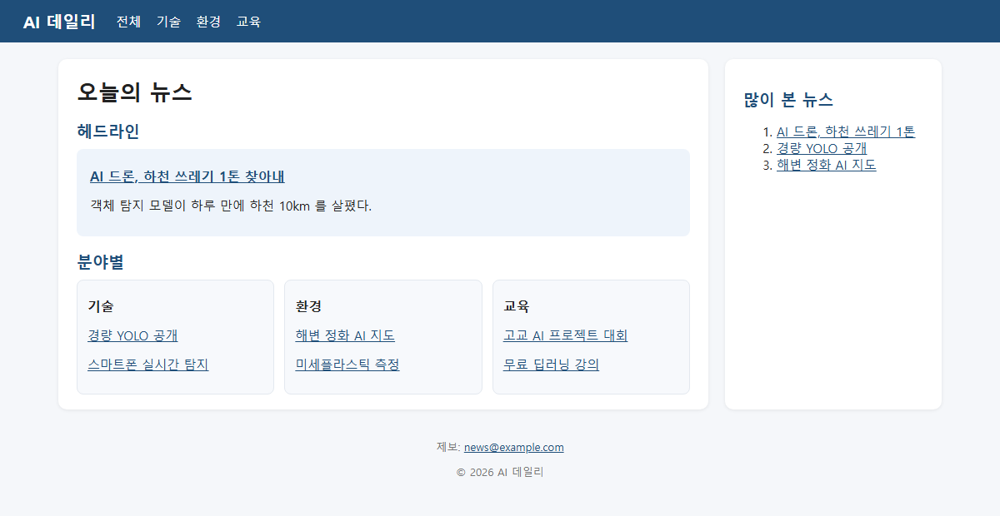 AI 데일리 전체 기술 환경 교육
오늘의 뉴스
헤드라인
AI 드론, 하천 쓰레기 1톤 찾아내
객체 탐지 모델이 하루 만에 하천 10km 를 살폈다.
분야별
기술
경량 YOLO 공개
스마트폰 실시간 탐지
환경
해변 정화 AI 지도
미세플라스틱 측정
교육
고교 AI 프로젝트 대회
무료 딥러닝 강의
많이 본 뉴스
1. AI 드론, 하천 쓰레기 1톤
2. 경량 YOLO 공개
3. 해변 정화 AI 지도
제보: news@example.com
© 2026 AI 데일리